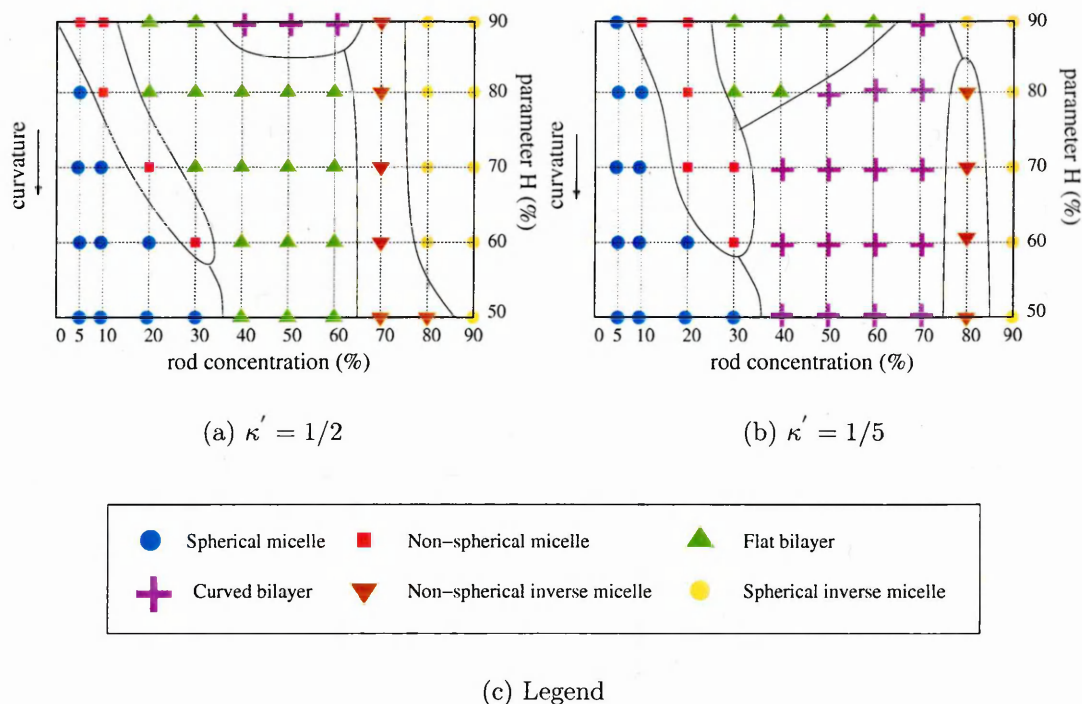 90
80
70
60
50
curvature
parameter H (%)
0 5 10 20 30 40 50 60 70 80 90
rod concentration (%)
(a) κ′ = 1/2
90
80
70
60
50
curvature
parameter H (%)
0 5 10 20 30 40 50 60 70 80 90
rod concentration (%)
(b) κ′ = 1/5
Spherical micelle Non−spherical micelle Flat bilayer
Curved bilayer Non−spherical inverse micelle Spherical inverse micelle
(c) Legend